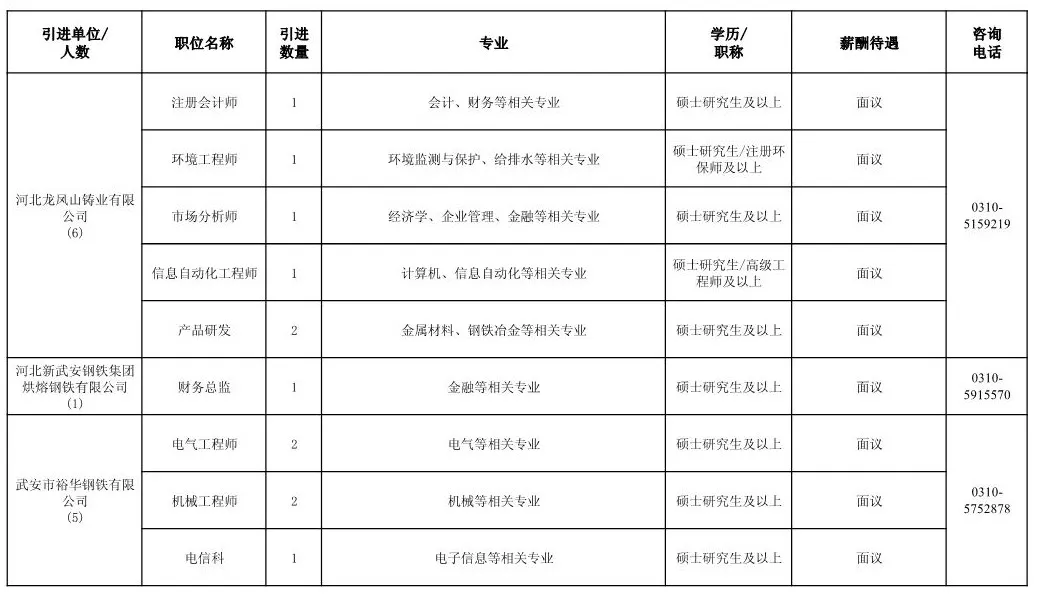 引进单位/
人数
职位名称
引进
数量
专业
学历/
职称
薪酬待遇
咨询
电话
河北龙凤山铸业有限
公司
(6)
注册会计师
1
会计、财务等相关专业
硕士研究生及以上
面议
0310-
5159219
环境工程师
1
环境监测与保护、给排水等相关专业
硕士研究生/注册环
保师及以上
面议
市场分析师
1
经济学、企业管理、金融等相关专业
硕士研究生及以上
面议
信息自动化工程师
1
计算机、信息自动化等相关专业
硕士研究生/高级工
程师及以上
面议
产品研发
2
金属材料、钢铁冶金等相关专业
硕士研究生及以上
面议
河北新武安钢铁集团
烘熔钢铁有限公司
(1)
财务总监
1
金融等相关专业
硕士研究生及以上
面议
0310-
5915570
武安市裕华钢铁有限
公司
(5)
电气工程师
2
电气等相关专业
硕士研究生及以上
面议
0310-
5752878
机械工程师
2
机械等相关专业
硕士研究生及以上
面议
电信科
1
电子信息等相关专业
硕士研究生及以上
面议